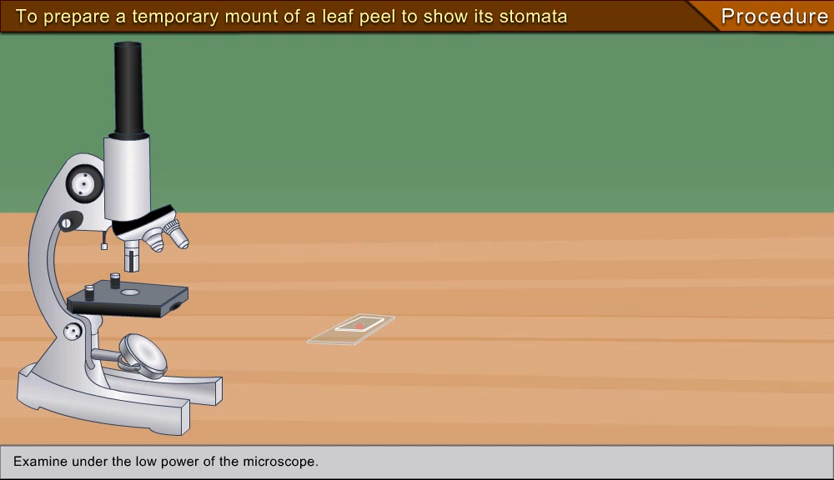 To prepare a temporary mount of a leaf peel to show its stomata
Procedure
Examine under the low power of the microscope.